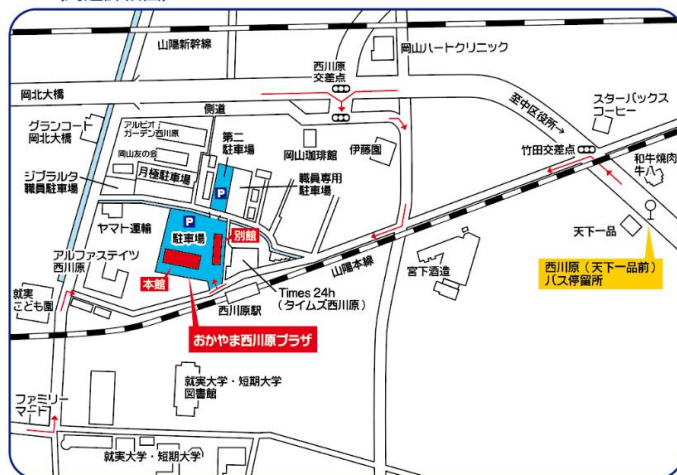 山陽新幹線
岡山ハートクリニック
西川原
交差点
岡北大橋
スターバックス
コーヒー
至中区役所→
側道
グランコート
岡北大橋
アルビオ
ガーデン西川原
第二
駐車場
岡山珈琲館
伊藤園
竹田交差点
岡山友の会
月極駐車場
職員専用
駐車場
和牛焼肉
牛八
ジブラルタ
職員駐車場
P
P
ヤマト運輸
駐車場
別館
天下一品
アルファステイツ
西川原
本館
山陽本線
宮下酒造
西川原(天下一品前)
バス停留所
就実
こども園
西川原駅
Times 24h
(タイムズ西川原)
おかやま西川原プラザ
就実大学・短期大学
図書館
ファミリー
マート
就実大学・短期大学